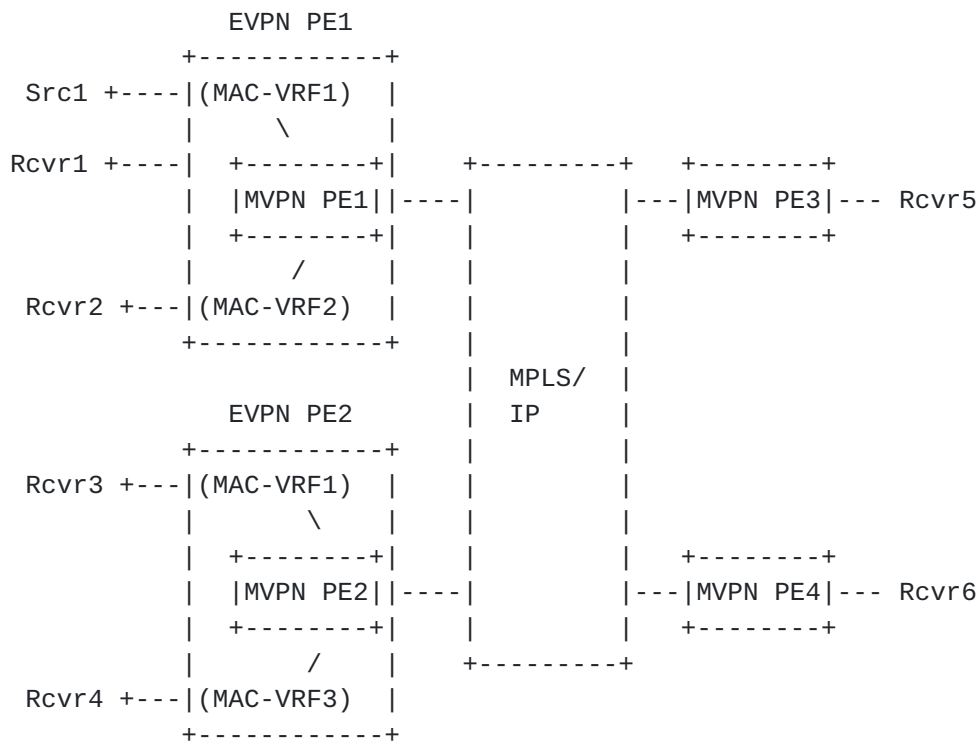 EVPN PE1
+------------+
Src1 +----|(MAC-VRF1)  |
|     \      |
Rcvr1 +----|  +--------+|    +---------+   +--------+
|  |MVPN PE1||----|         |---|MVPN PE3|--- Rcvr5
|  +--------+|    |         |   +--------+
|      /     |    |         |
Rcvr2 +---|(MAC-VRF2)  |    |         |
+------------+    |         |
|  MPLS/  |
EVPN PE2          |  IP     |
+------------+    |         |
Rcvr3 +---|(MAC-VRF1)  |    |         |
|       \    |    |         |
|  +--------+|    |         |   +--------+
|  |MVPN PE2||----|         |---|MVPN PE4|--- Rcvr6
|  +--------+|    |         |   +--------+
|       /    |    +---------+
Rcvr4 +---|(MAC-VRF3)  |
+------------+